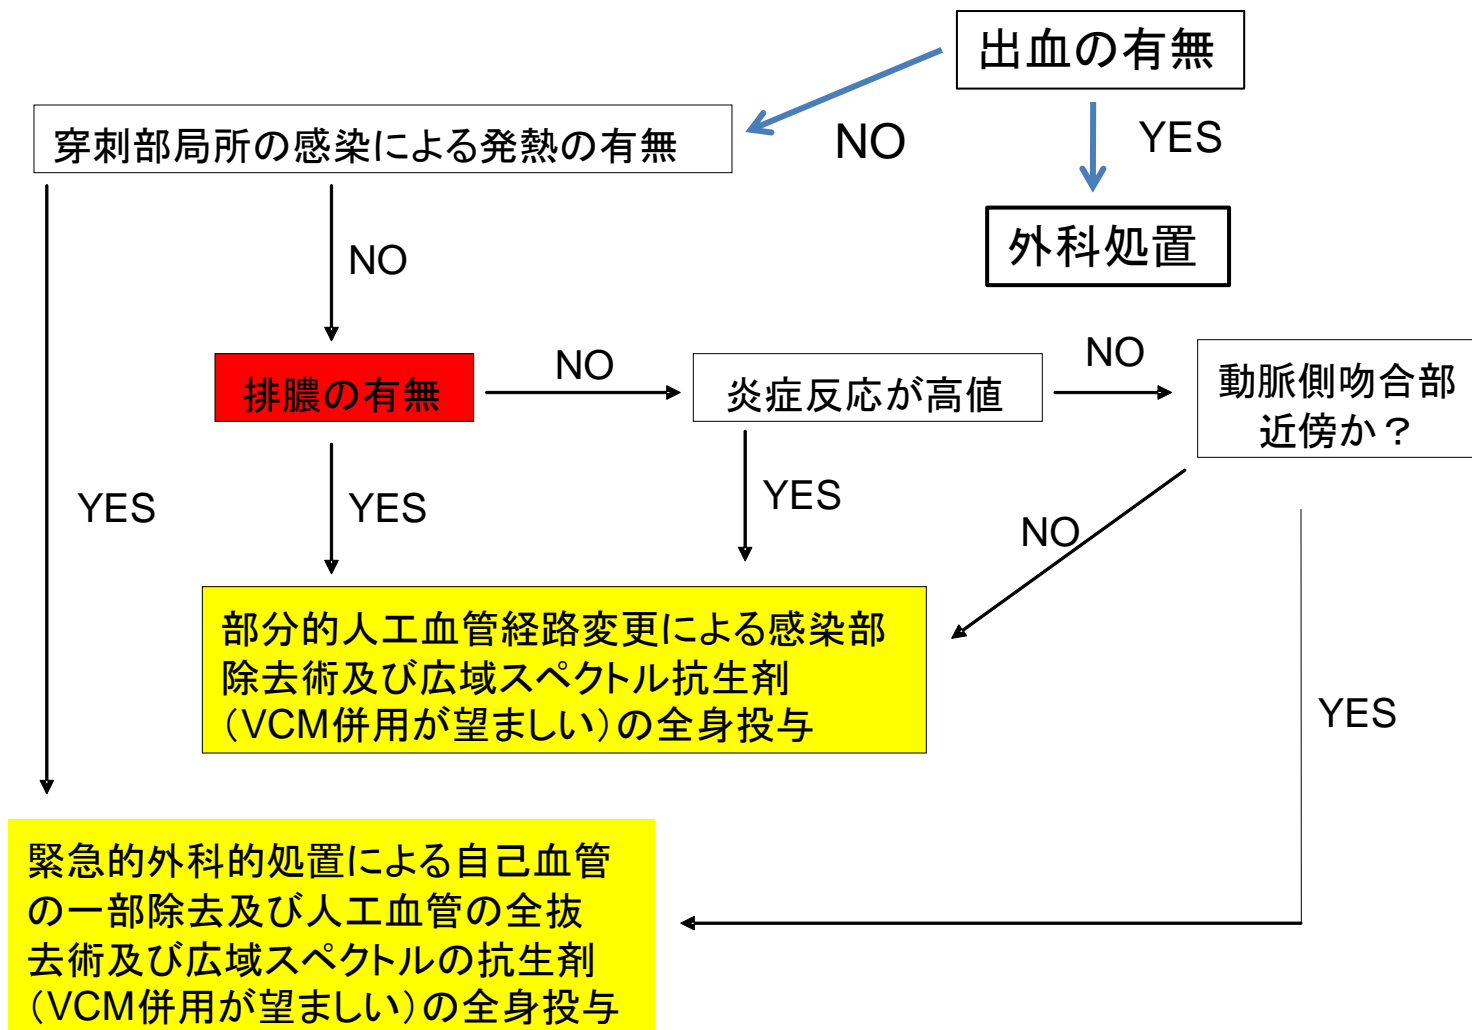 出血の有無
穿刺部局所の感染による発熱の有無
NO
YES
外科処置
NO
排膿の有無
NO
炎症反応が高値
NO
動脈側吻合部
近傍か？
YES
YES
YES
NO
部分的人工血管経路変更による感染部
除去術及び広域スペクトル抗生剤
（VCM併用が望ましい）の全身投与
YES
緊急的外科的処置による自己血管
の一部除去及び人工血管の全抜
去術及び広域スペクトルの抗生剤
（VCM併用が望ましい）の全身投与